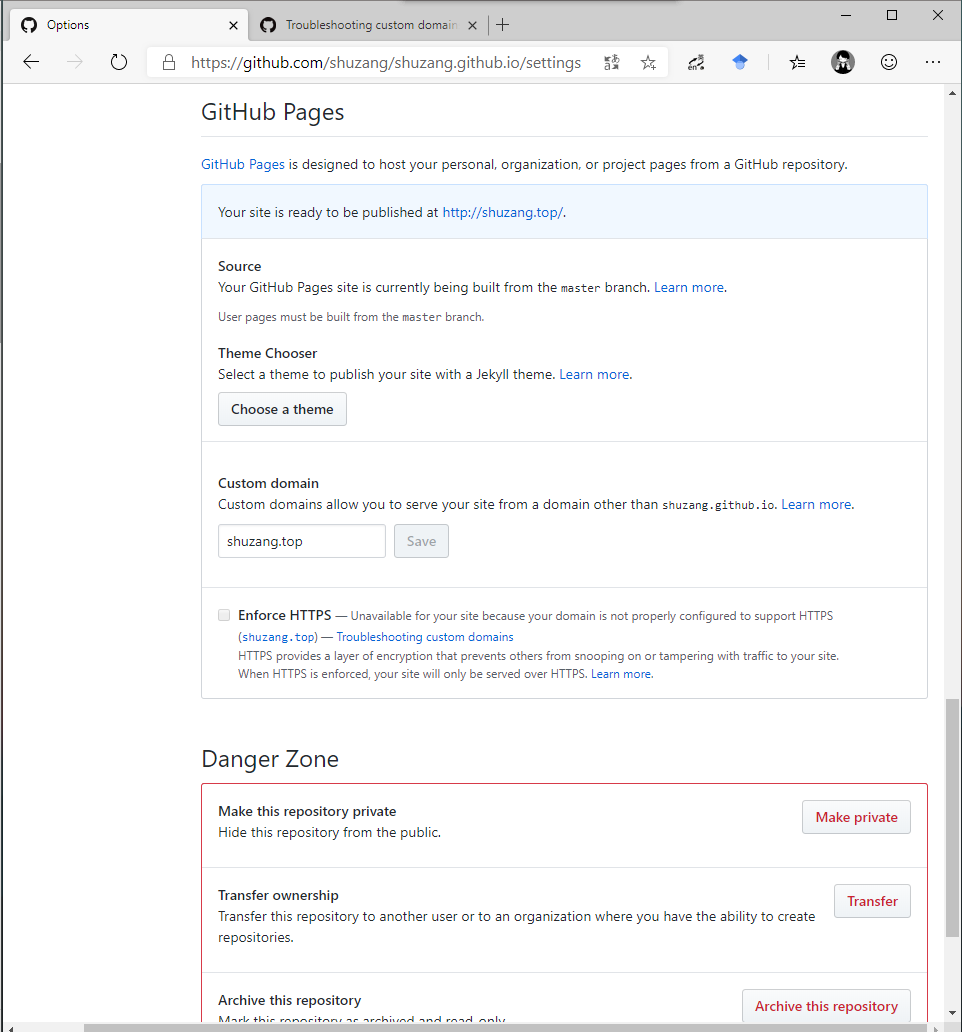 Options
Troubleshooting custom domain
https://github.com/shuzang/shuzang.github.io/settings
GitHub Pages
GitHub Pages is designed to host your personal, organization, or project pages from a GitHub repository.
Your site is ready to be published at http://shuzang.top/.
Source
Your GitHub Pages site is currently being built from the master branch. Learn more.
User pages must be built from the master branch.
Theme Chooser
Select a theme to publish your site with a Jekyll theme. Learn more.
Choose a theme
Custom domain
Custom domains allow you to serve your site from a domain other than shuzang.github.io. Learn more.
shuzang.top
Save
Enforce HTTPS — Unavailable for your site because your domain is not properly configured to support HTTPS
(shuzang.top) — Troubleshooting custom domains
HTTPS provides a layer of encryption that prevents others from snooping on or tampering with traffic to your site.
When HTTPS is enforced, your site will only be served over HTTPS. Learn more.
Danger Zone
Make this repository private
Hide this repository from the public.
Make private
Transfer ownership
Transfer this repository to another user or to an organization where you have the ability to create
repositories.
Transfer
Archive this repository
Mark this repository as archived and read-only.
Archive this repository